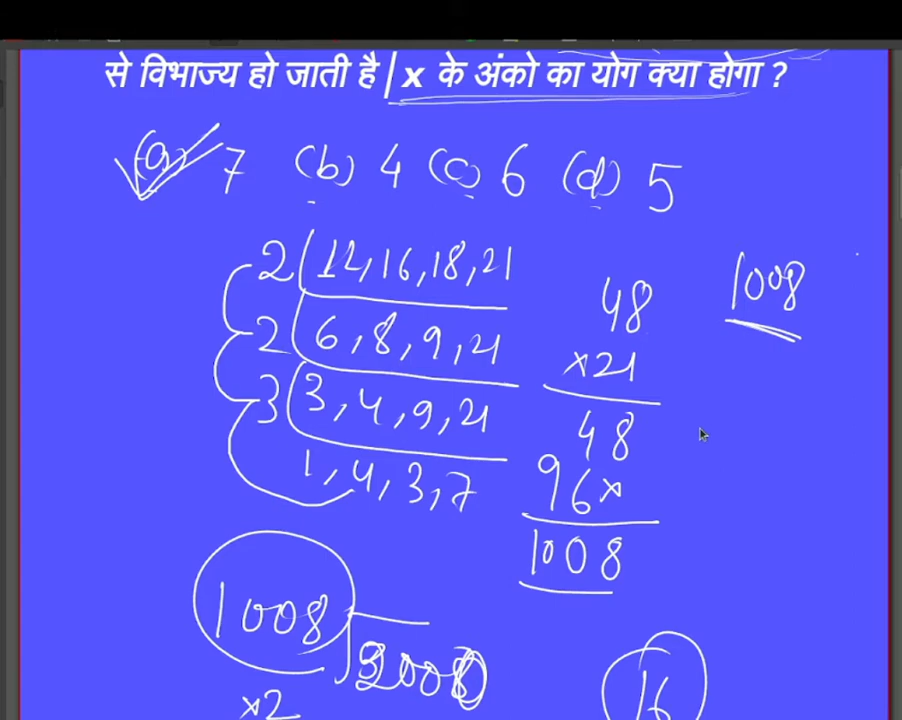 से विभाज्य हो जाती है | x के अंको का योग क्या होगा ?
(a) 7 (b) 4 (c) 6 (d) 5
2 12, 16, 18, 21
2 6, 8, 9, 21
3 3, 4, 9, 21
1, 4, 3, 7
48
×21
48
96×
1008
1008
1008
×2
16